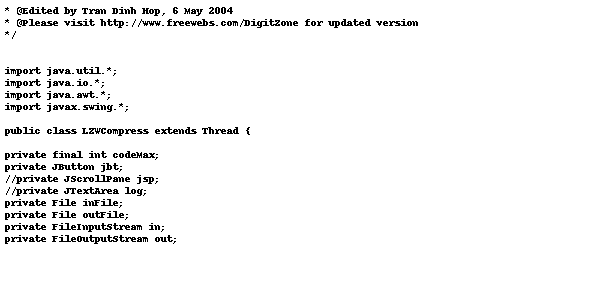 * @Edited by Tran Dinh Hop, 6 May 2004
* @Please visit http://www.freewebs.com/DigitZone for updated version
*/
import java.util.*;
import java.io.*;
import java.awt.*;
import javax.swing.*;
public class LZWCompress extends Thread {
private final int codeMax;
private JButton jbt;
//private JScrollPane jsp;
//private JTextArea log;
private File inFile;
private File outFile;
private FileInputStream in;
private FileOutputStream out;